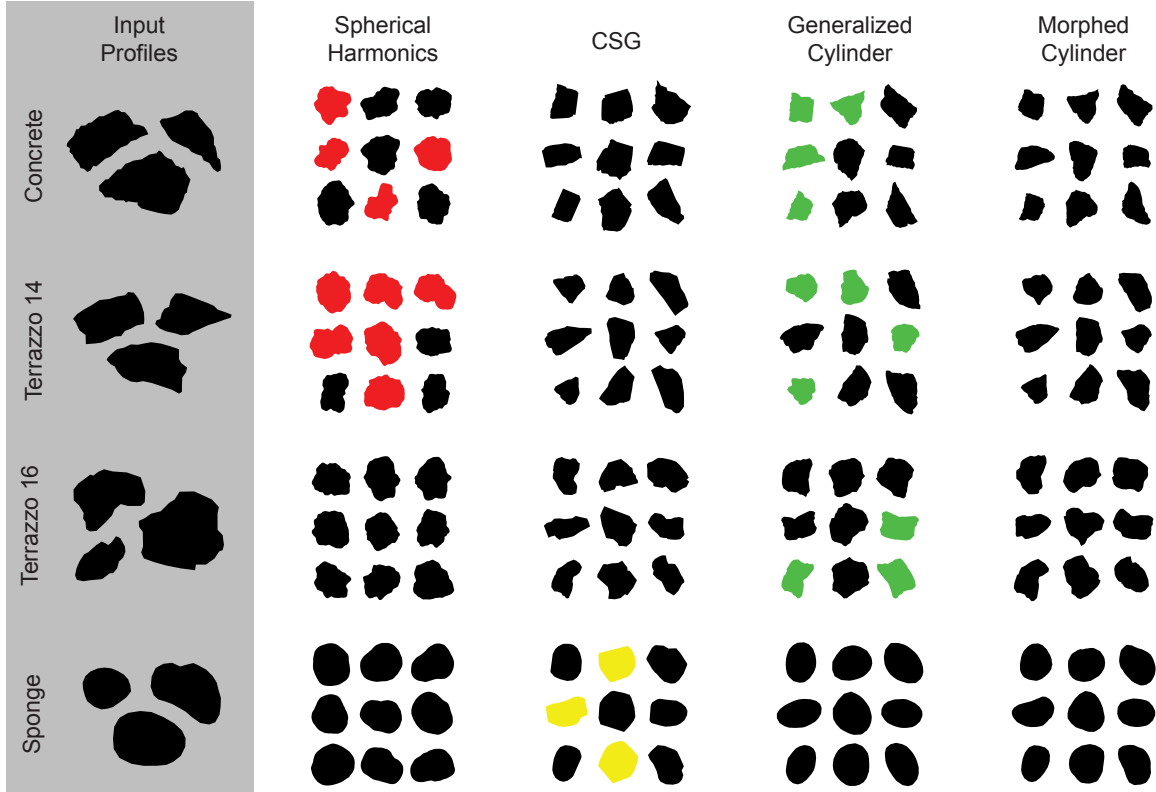 Input
Profiles
Spherical
Harmonics
CSG
Generalized
Cylinder
Morphed
Cylinder
Concrete
Terrazzo 14
Terrazzo 16
Sponge